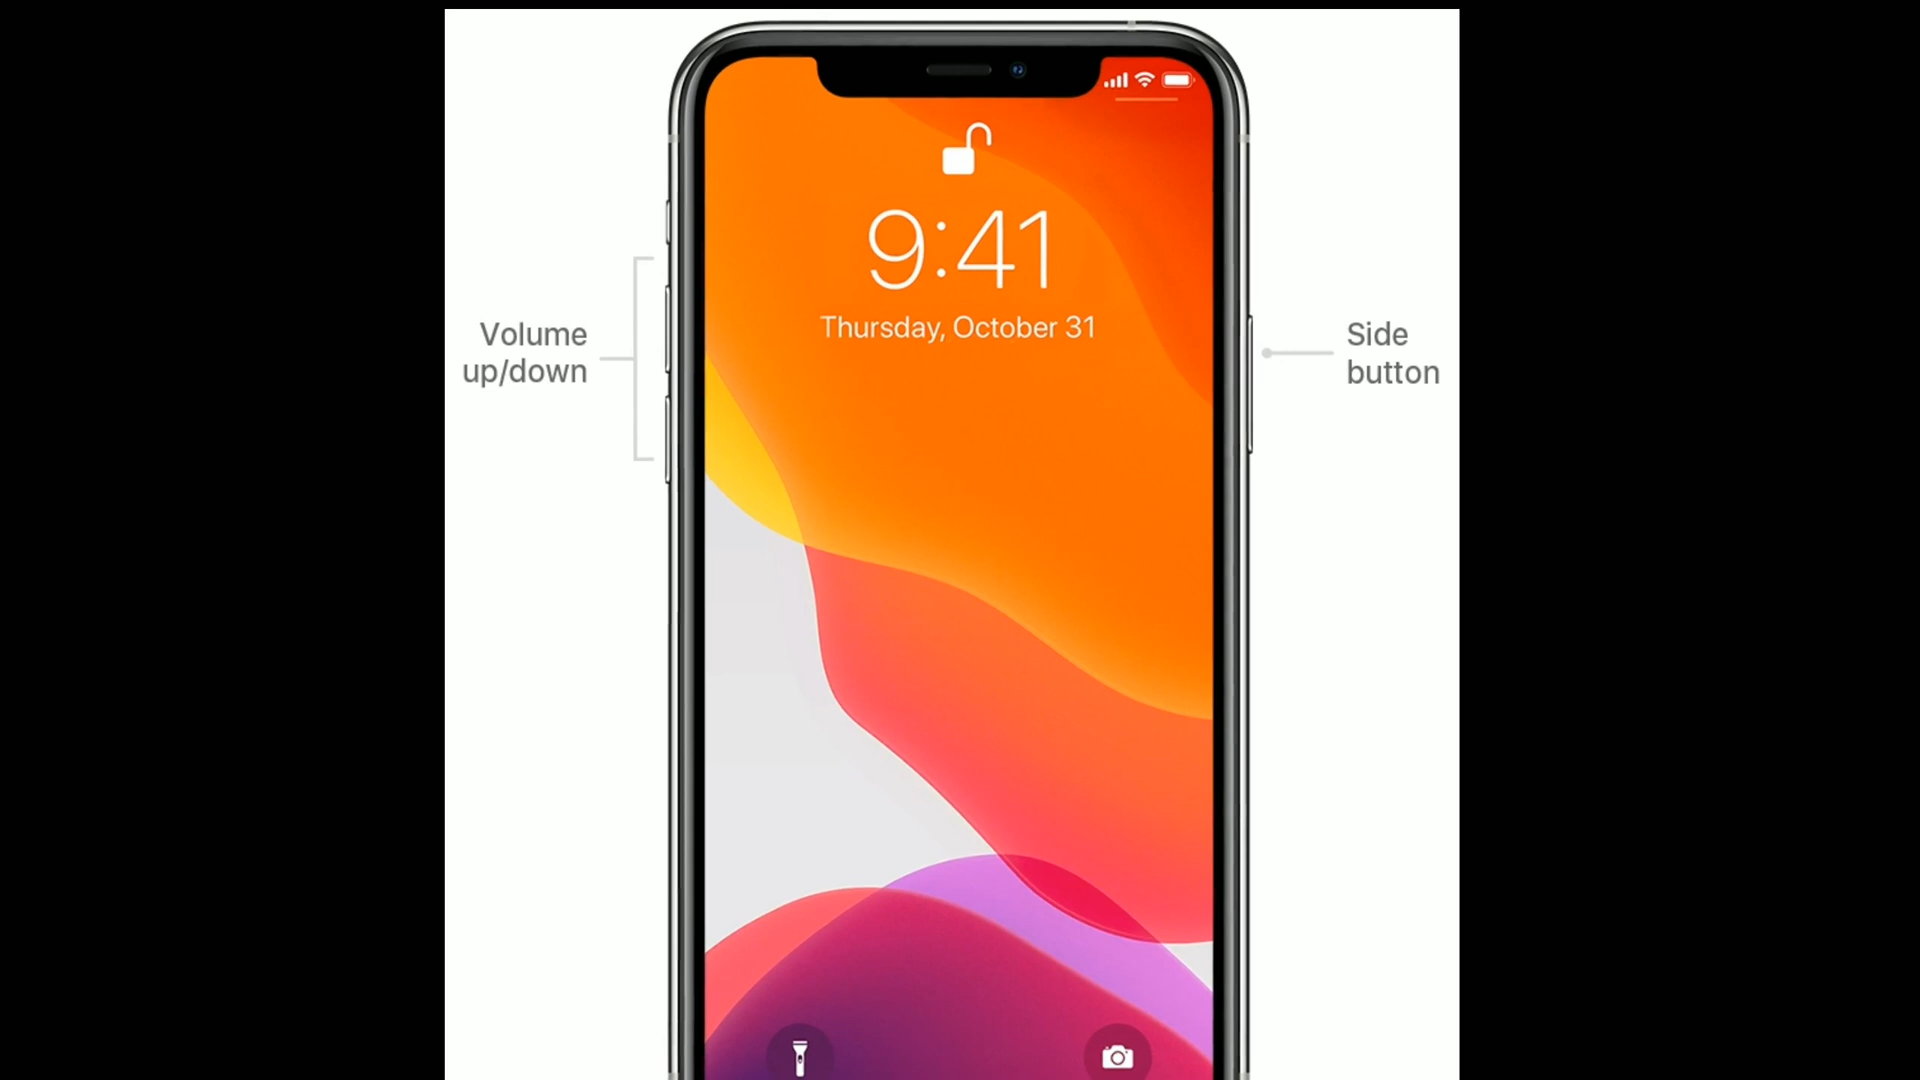 9:41
Thursday, October 31
Volume
up/down
Side
button